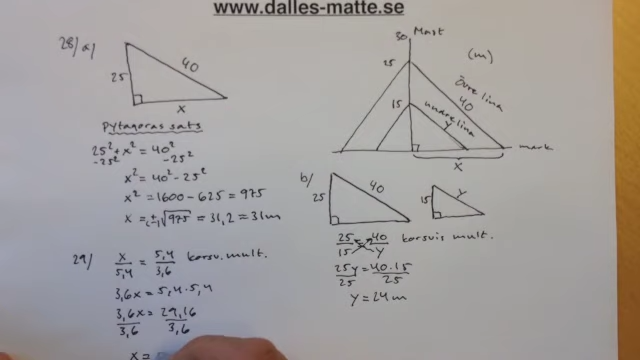 www.dalles-matte.se
28/ a)
25
40
x
Pytagoras sats
25² + x² = 40²
-25² -25²
x² = 40² - 25²
x² = 1600 - 625 = 975
x = ±√975 = 31,2 = 31m
29/ x/5,4 = 5,4/3,6 korsv. mult.
3,6x = 5,4 · 5,4
3,6x/3,6 = 29,16/3,6
x =
30 Mast
(m)
25
övre lina
40
15
undre lina
y
mark
x
b/
25
40
15
y
25/15 = 40/y korsvis mult.
25y/25 = 40·15/25
y = 24m